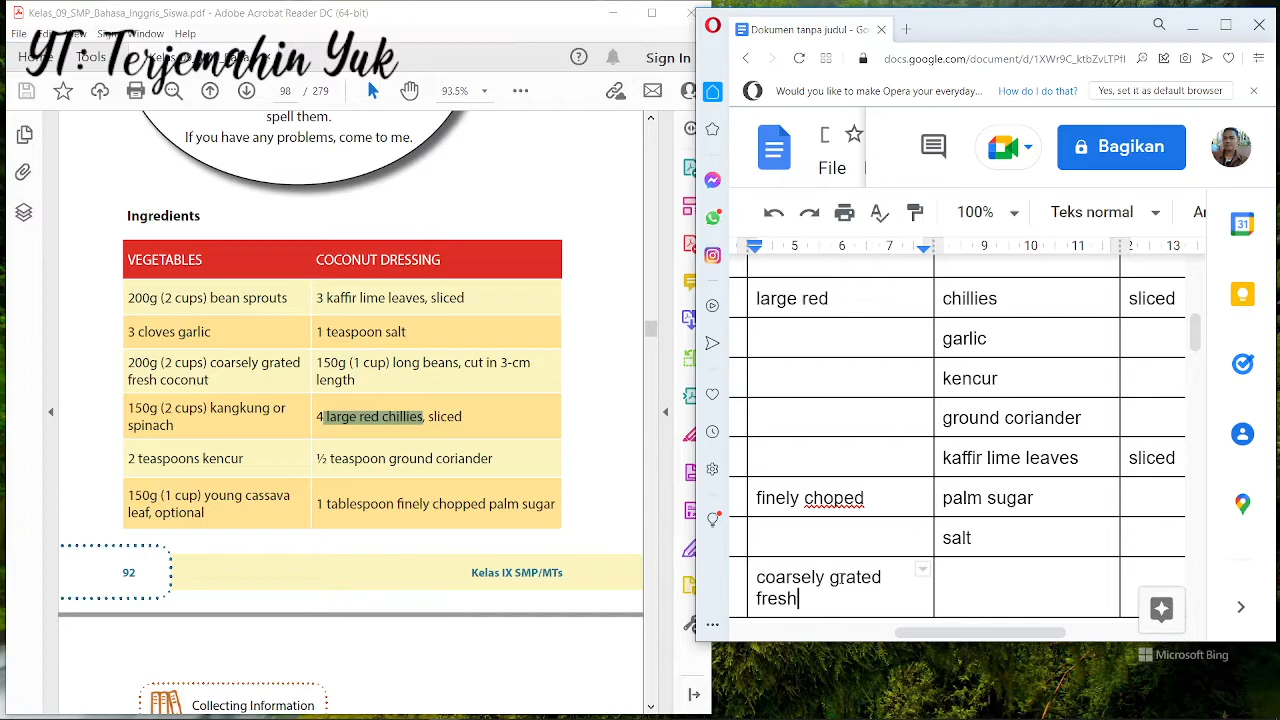 Kelas_09_SMP_Bahasa_Inggris_Siswa.pdf - Adobe Acrobat Reader DC (64-bit)
File Edit View Sign Window Help
YT: Terjemahin Yuk
Home Tools
Sign In
98 / 279
93.5%
spell them.
If you have any problems, come to me.
Ingredients
VEGETABLES COCONUT DRESSING
200g (2 cups) bean sprouts 3 kaffir lime leaves, sliced
3 cloves garlic 1 teaspoon salt
200g (2 cups) coarsely grated fresh coconut 150g (1 cup) long beans, cut in 3-cm length
150g (2 cups) kangkung or spinach 4 large red chillies, sliced
2 teaspoons kencur ½ teaspoon ground coriander
150g (1 cup) young cassava leaf, optional 1 tablespoon finely chopped palm sugar
92 Kelas IX SMP/MTs
Collecting Information
Dokumen tanpa judul - Go
docs.google.com/document/d/1XWr9C_ktbZvLTPfl
Would you like to make Opera your everyday... How do I do that? Yes, set it as default browser
File
Bagikan
100% Teks normal Ar
5 6 7 9 10 11 12 13
31
large red chillies sliced
garlic
kencur
ground coriander
kaffir lime leaves sliced
finely choped palm sugar
salt
coarsely grated
fresh
Microsoft Bing